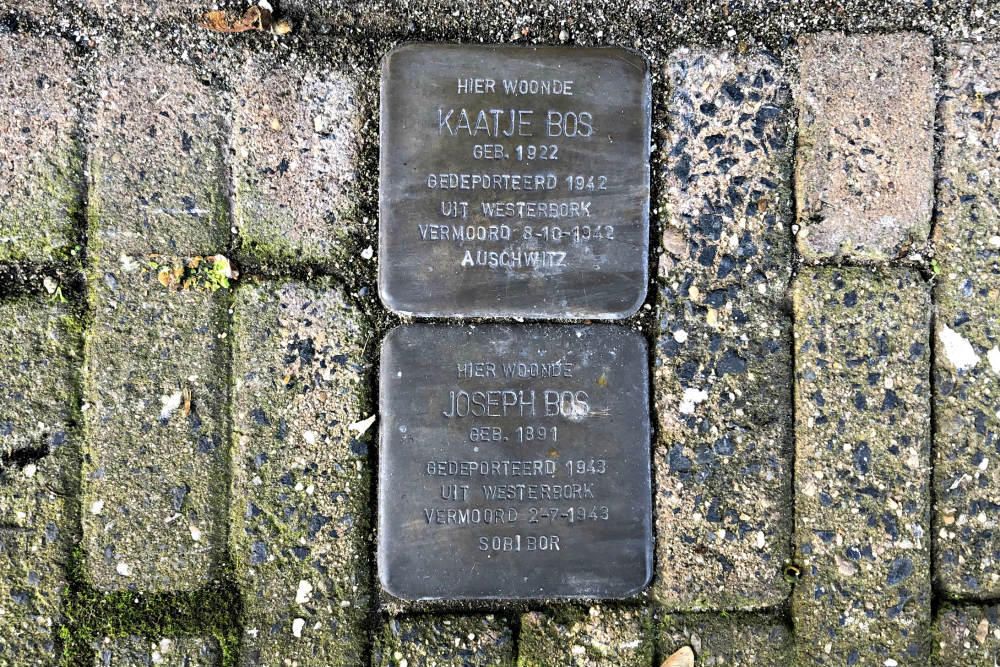 HIER WOONDE
KAATJE BOS
GEB. 1922
GEDEPORTEERD 1942
UIT WESTERBORK
VERMOORD 8-10-1942
AUSCHWITZ
HIER WOONDE
JOSEPH BOS
GEB. 1891
GEDEPORTEERD 1943
UIT WESTERBORK
VERMOORD 2-7-1943
SOBIBOR